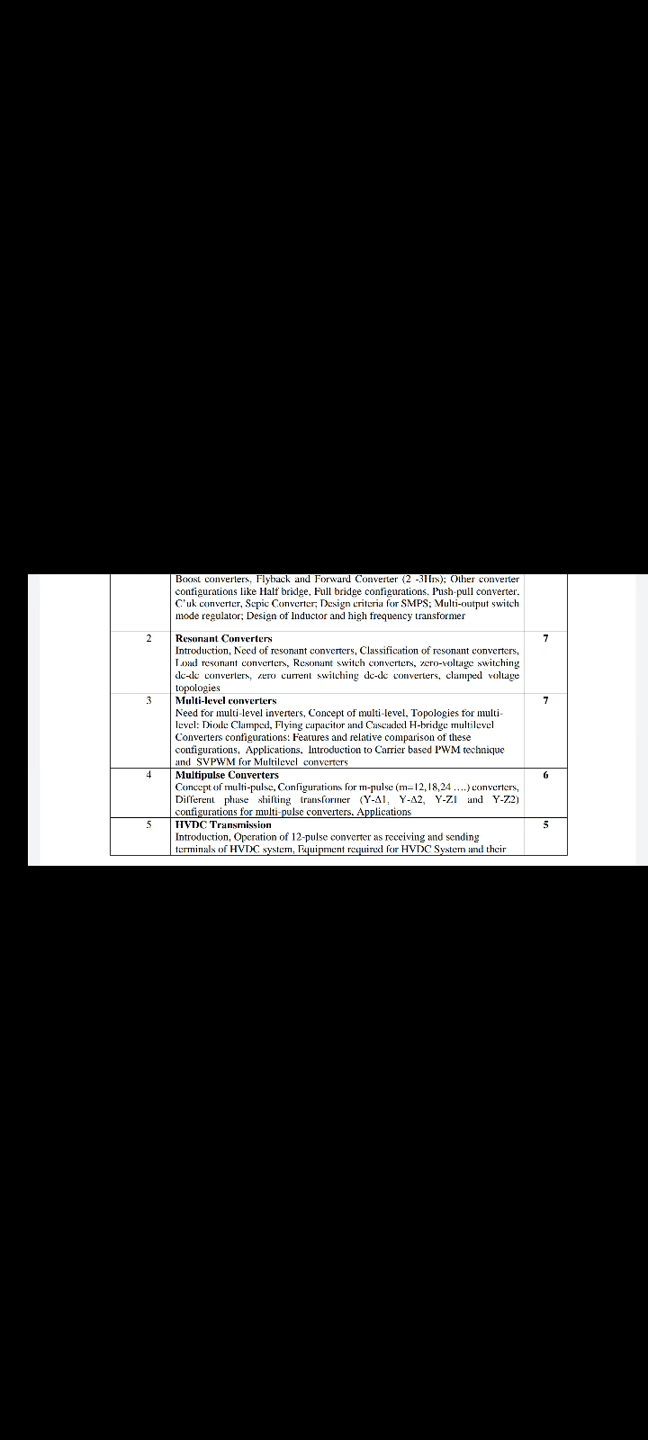 Boost converters, Flyback and Forward Converter (2 -3Hrs); Other converter
configurations like Half bridge, Full bridge configurations. Push-pull converter,
C'uk converter, Sepic Converter; Design criteria for SMPS; Multi-output switch
mode regulator; Design of Inductor and high frequency transformer
2 Resonant Converters 7
Introduction, Need of resonant converters, Classification of resonant converters,
Load resonant converters, Resonant switch converters, zero-voltage switching
dc-dc converters, zero current switching dc-dc converters, clamped voltage
topologies
3 Multi-level converters 7
Need for multi-level inverters, Concept of multi-level, Topologies for multi-
level: Diode Clamped, Flying capacitor and Cascaded H-bridge multilevel
Converters configurations; Features and relative comparison of these
configurations, Applications, Introduction to Carrier based PWM technique
and SVPWM for Multilevel converters
4 Multipulse Converters 6
Concept of multi-pulse, Configurations for m-pulse (m=12,18,24 ….) converters,
Different phase shifting transformer (Y-Δ1, Y-Δ2, Y-Z1 and Y-Z2)
configurations for multi-pulse converters, Applications
5 HVDC Transmission 5
Introduction, Operation of 12-pulse converter as receiving and sending
terminals of HVDC system, Equipment required for HVDC System and their